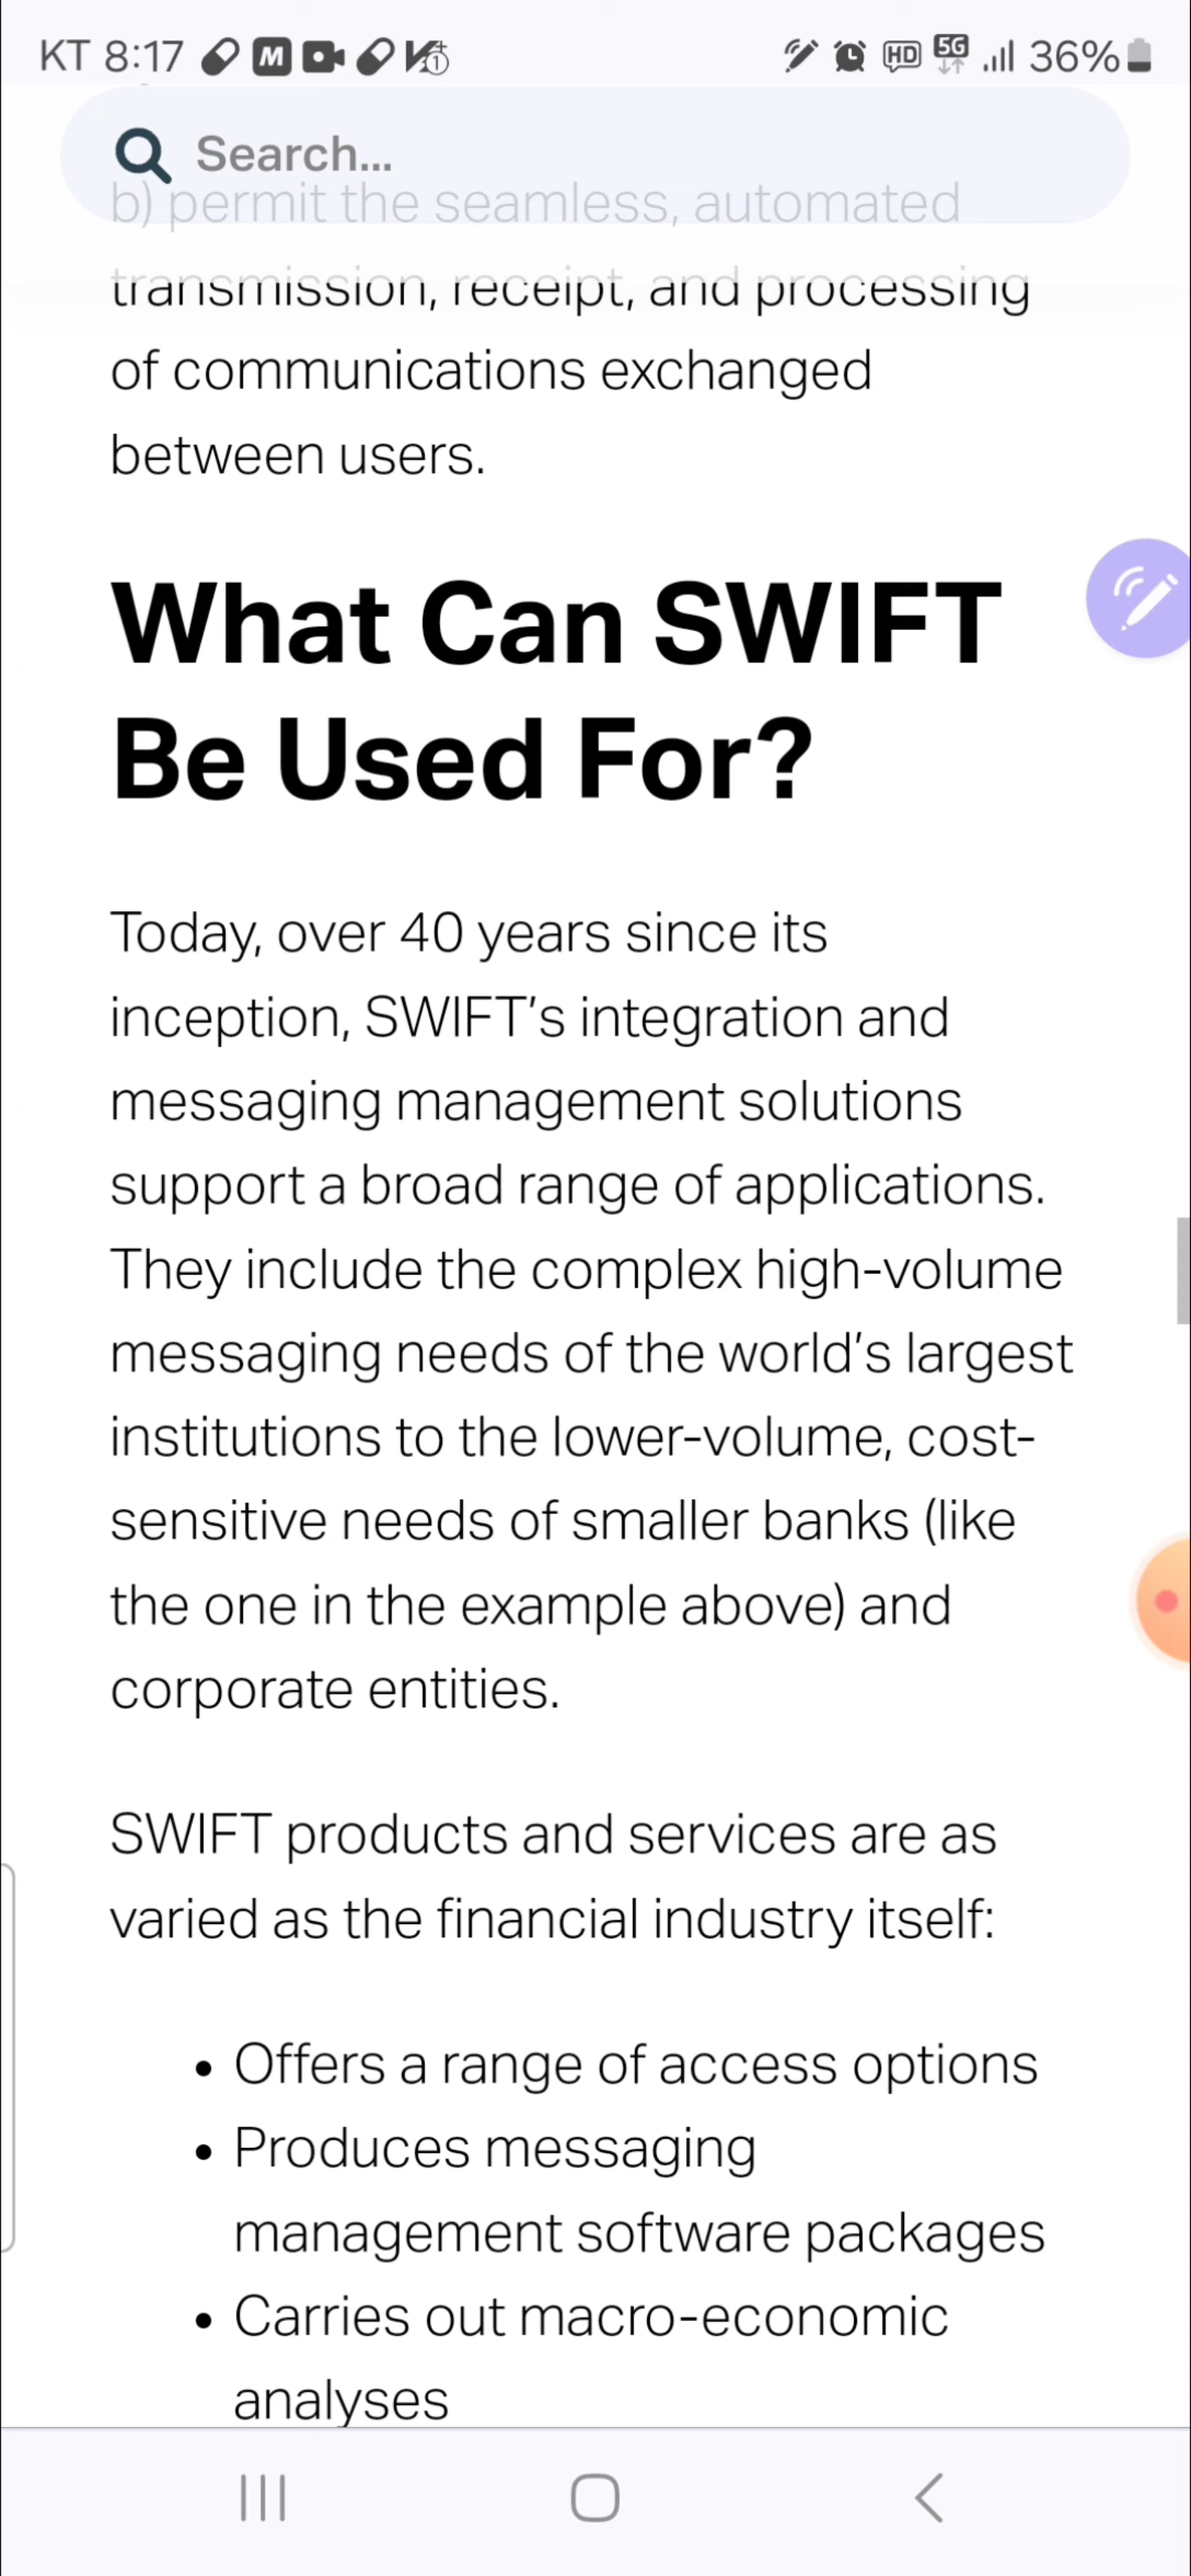 KT 8:17 M HD 5G 36%
Search...
b) permit the seamless, automated
transmission, receipt, and processing
of communications exchanged
between users.
What Can SWIFT
Be Used For?
Today, over 40 years since its
inception, SWIFT's integration and
messaging management solutions
support a broad range of applications.
They include the complex high-volume
messaging needs of the world's largest
institutions to the lower-volume, cost-
sensitive needs of smaller banks (like
the one in the example above) and
corporate entities.
SWIFT products and services are as
varied as the financial industry itself:
• Offers a range of access options
• Produces messaging
management software packages
• Carries out macro-economic
analyses